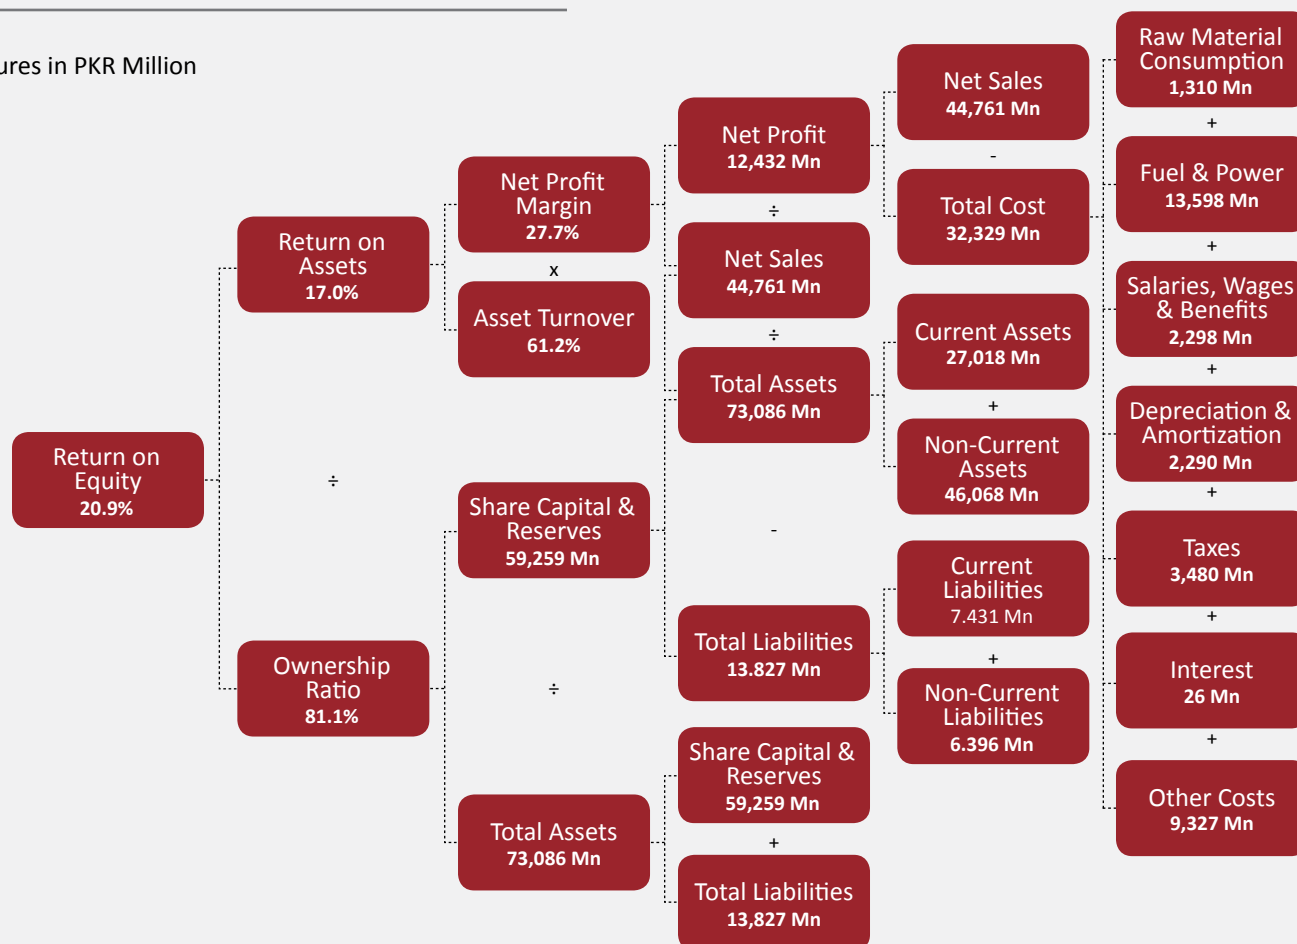 ures in PKR Million
Return on
Equity
20.9%
Return on
Assets
17.0%
÷
Ownership
Ratio
81.1%
Net Profit
Margin
27.7%
x
Asset Turnover
61.2%
Share Capital &
Reserves
59,259 Mn
÷
Total Assets
73,086 Mn
Net Profit
12,432 Mn
÷
Net Sales
44,761 Mn
÷
Total Assets
73,086 Mn
-
Total Liabilities
13.827 Mn
Share Capital &
Reserves
59,259 Mn
+
Total Liabilities
13,827 Mn
Net Sales
44,761 Mn
-
Total Cost
32,329 Mn
Current Assets
27,018 Mn
+
Non-Current
Assets
46,068 Mn
Current
Liabilities
7.431 Mn
+
Non-Current
Liabilities
6.396 Mn
Raw Material
Consumption
1,310 Mn
+
Fuel & Power
13,598 Mn
+
Salaries, Wages
& Benefits
2,298 Mn
+
Depreciation &
Amortization
2,290 Mn
+
Taxes
3,480 Mn
+
Interest
26 Mn
+
Other Costs
9,327 Mn